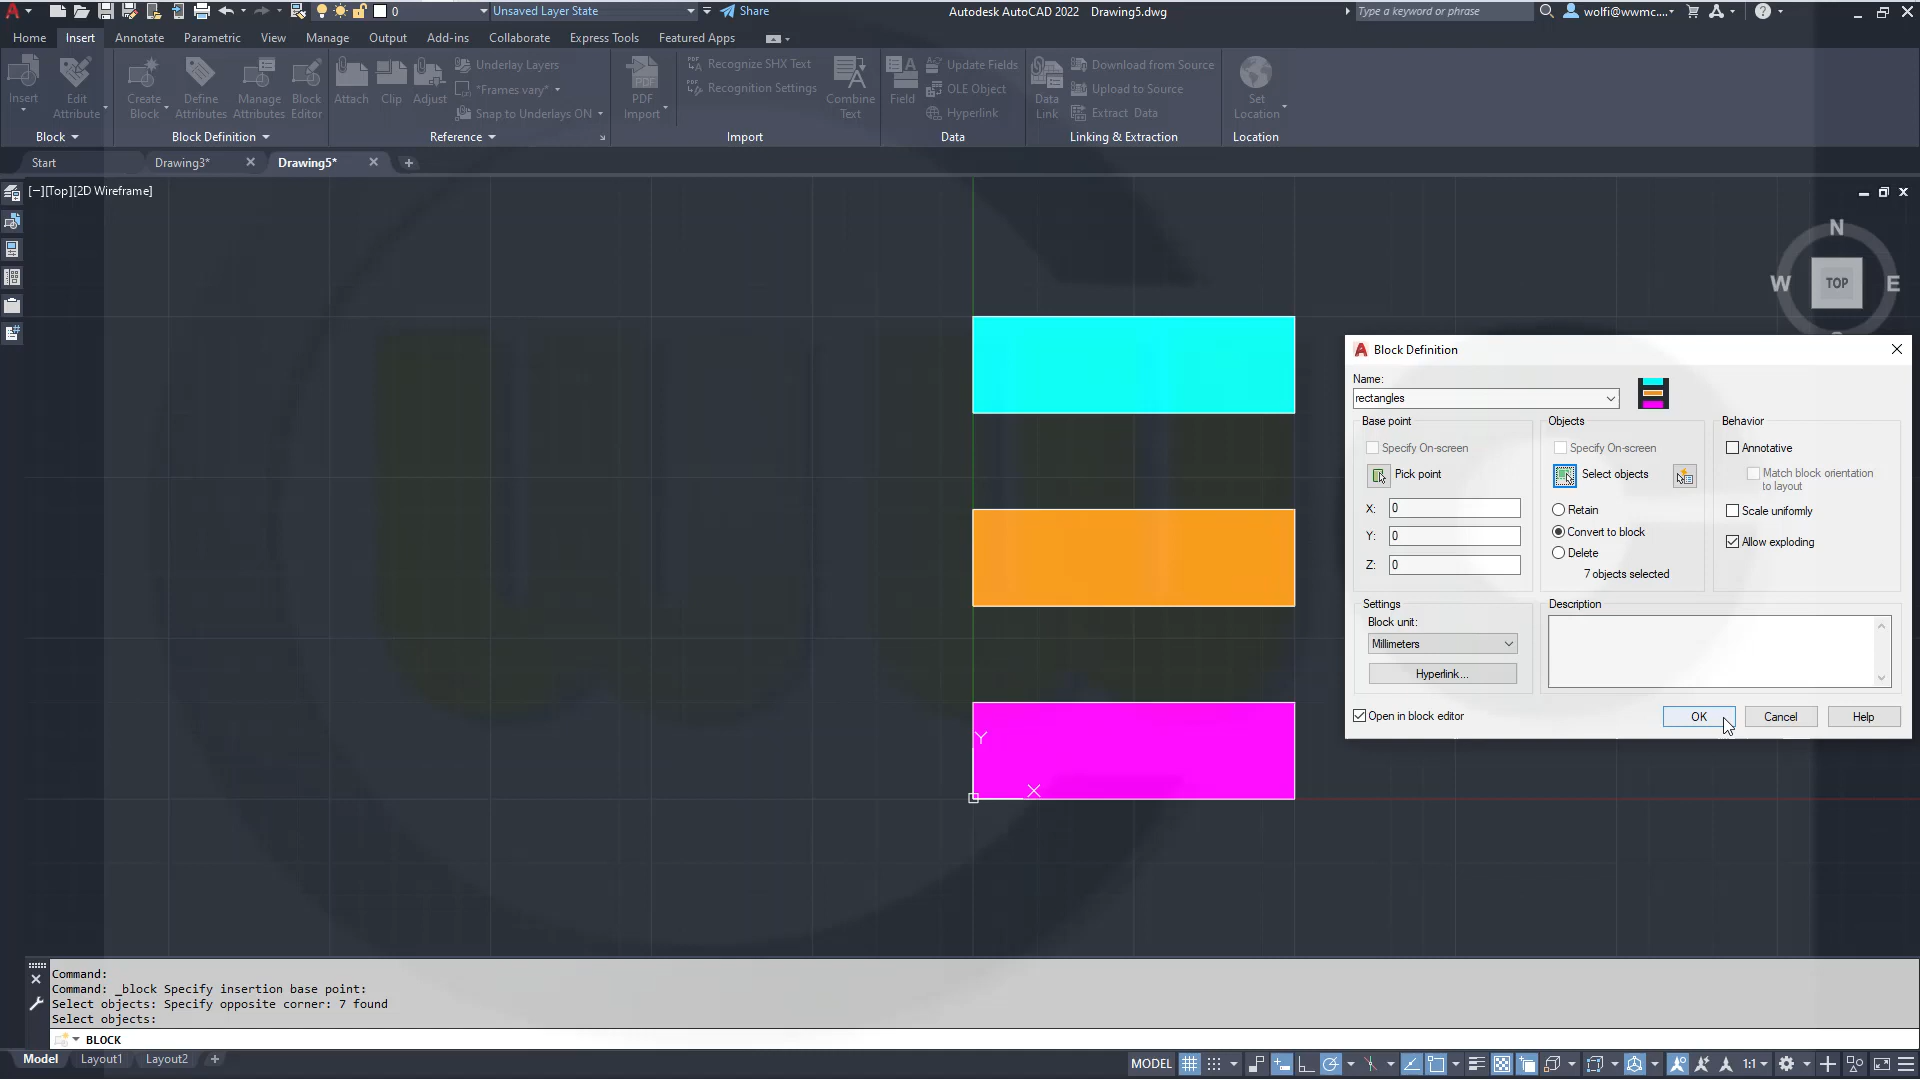 0
Unsaved Layer State
Share
Autodesk AutoCAD 2022 Drawing5.dwg
Type a keyword or phrase
wolfi@wwmc....
Home Insert Annotate Parametric View Manage Output Add-ins Collaborate Express Tools Featured Apps
Insert
Edit Attribute
Create Block
Define Attributes
Manage Attributes
Block Editor
Attach
Clip
Adjust
Underlay Layers
*Frames vary*
Snap to Underlays ON
PDF Import
Recognize SHX Text
Recognition Settings
Combine Text
Field
Update Fields
OLE Object
Hyperlink
Data Link
Download from Source
Upload to Source
Extract Data
Set Location
Block Block Definition Reference Import Data Linking & Extraction Location
Start Drawing3* Drawing5*
[−][Top][2D Wireframe]
N
W TOP E
Y
X
Block Definition
Name:
rectangles
Base point
Specify On-screen
Pick point
X: 0
Y: 0
Z: 0
Objects
Specify On-screen
Select objects
Retain
Convert to block
Delete
7 objects selected
Behavior
Annotative
Match block orientation
to layout
Scale uniformly
Allow exploding
Settings
Block unit:
Millimeters
Hyperlink...
Description
Open in block editor
OK Cancel Help
Command:
Command: _block Specify insertion base point:
Select objects: Specify opposite corner: 7 found
Select objects:
BLOCK
Model Layout1 Layout2
MODEL
1:1